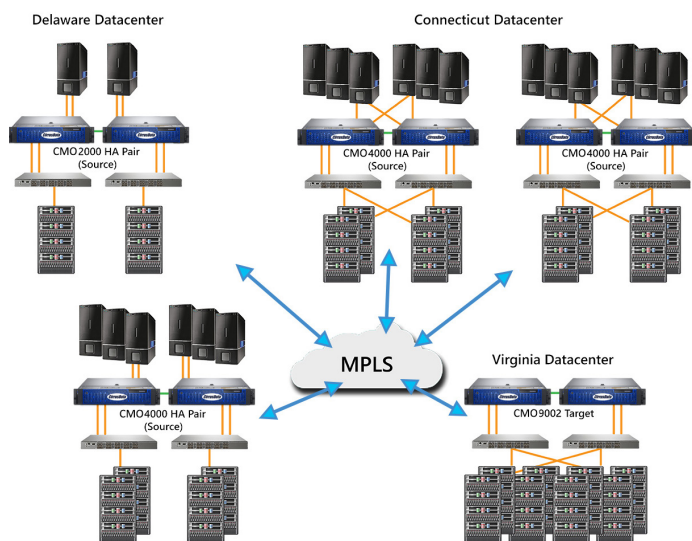 Delaware Datacenter
Connecticut Datacenter
CMO2000 HA Pair
(Source)
CMO4000 HA Pair
(Source)
CMO4000 HA Pair
(Source)
MPLS
Virginia Datacenter
CMO4000 HA Pair
(Source)
CMO9002 Target